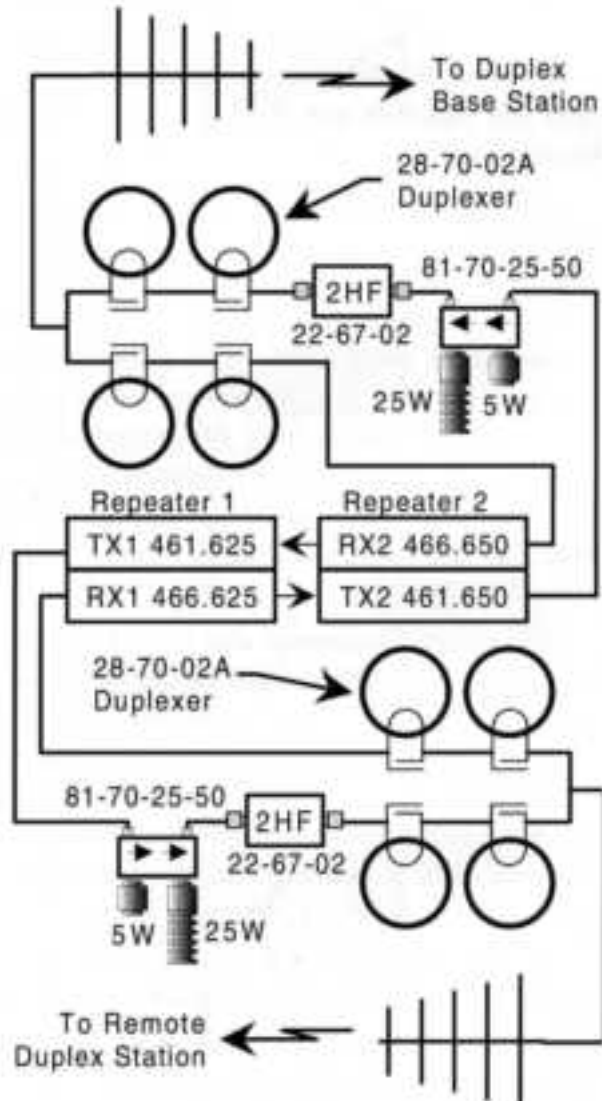 To Duplex
Base Station
28-70-02A
Duplexer
81-70-25-50
2HF
22-67-02
25W
5W
Repeater 1
Repeater 2
TX1 461.625
RX2 466.650
RX1 466.625
TX2 461.650
28-70-02A
Duplexer
81-70-25-50
2HF
22-67-02
5W
25W
To Remote
Duplex Station